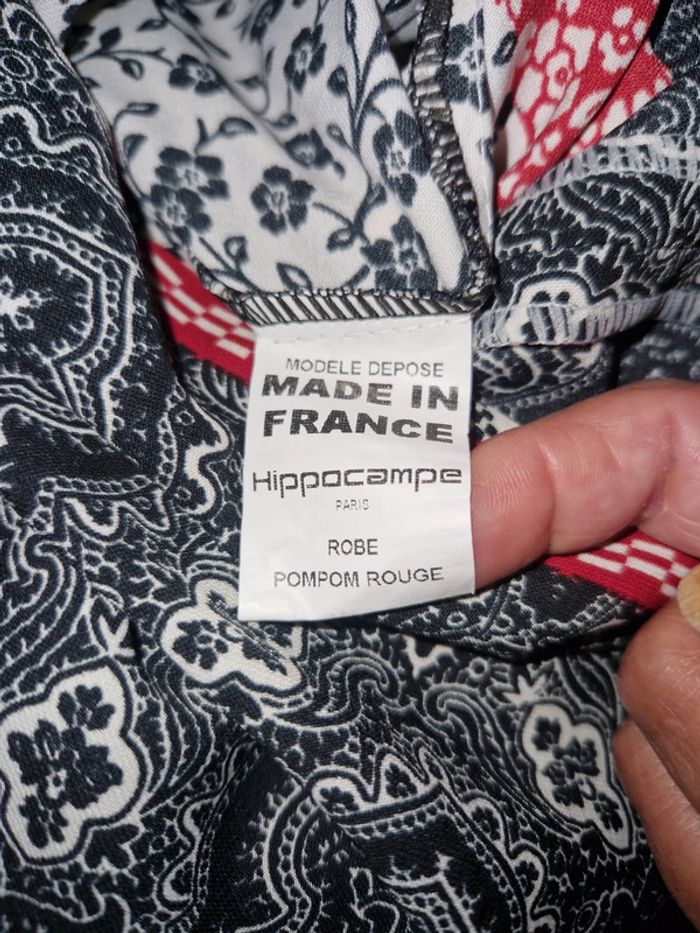 MODELE DEPOSE
MADE IN
FRANCE
Hippocampe
PARIS
ROBE
POMPOM ROUGE